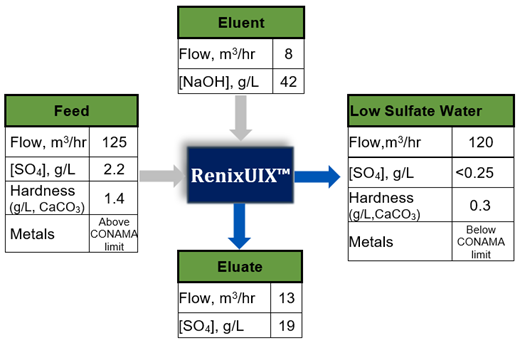 Eluent
Flow, m³/hr 8
[NaOH], g/L 42
Feed
Flow, m³/hr 125
[SO₄], g/L 2.2
Hardness
(g/L, CaCO₃) 1.4
Metals Above
CONAMA
limit
RenixUIX™
Low Sulfate Water
Flow,m³/hr 120
[SO₄], g/L <0.25
Hardness
(g/L,CaCO₃) 0.3
Metals Below
CONAMA
limit
Eluate
Flow, m³/hr 13
[SO₄], g/L 19